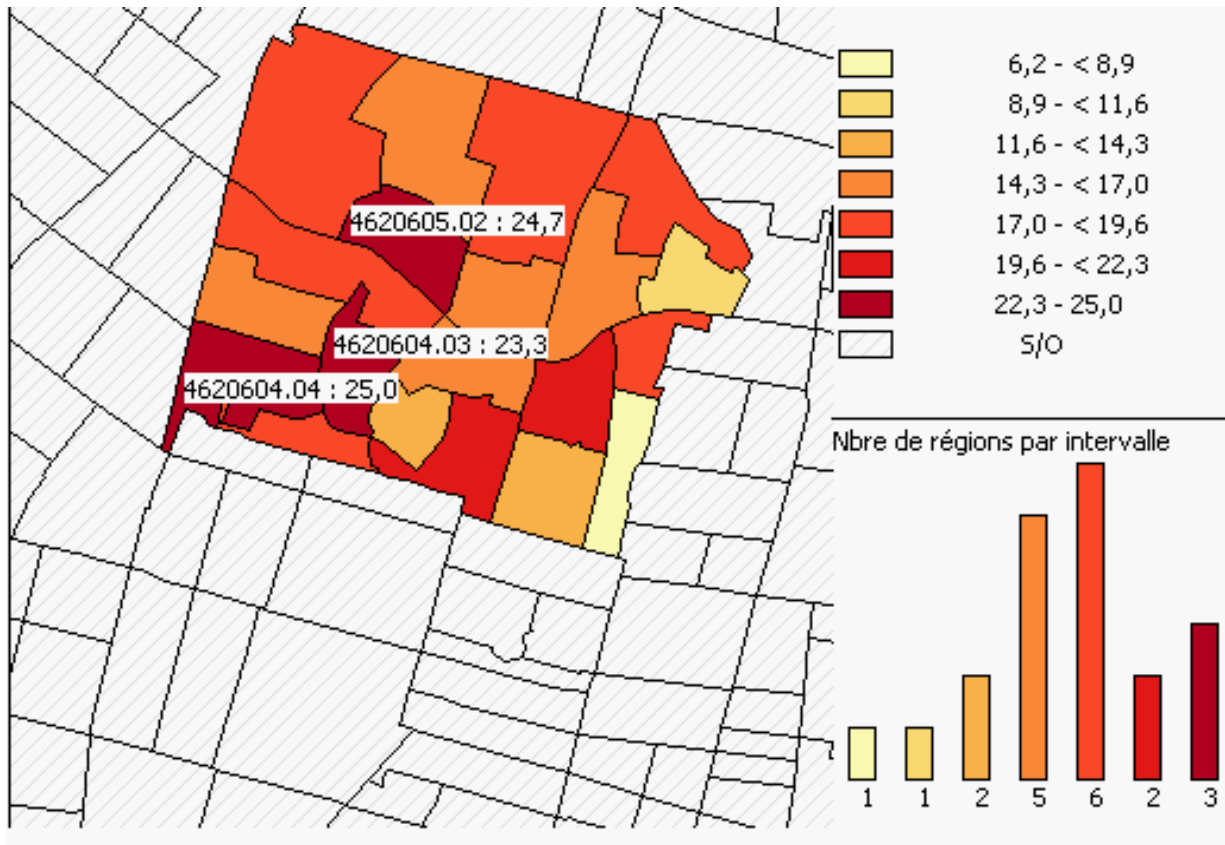 4620605.02 : 24,7
4620604.03 : 23,3
4620604.04 : 25,0
6,2 - < 8,9
8,9 - < 11,6
11,6 - < 14,3
14,3 - < 17,0
17,0 - < 19,6
19,6 - < 22,3
22,3 - 25,0
S/O
Nbre de régions par intervalle
1 1 2 5 6 2 3